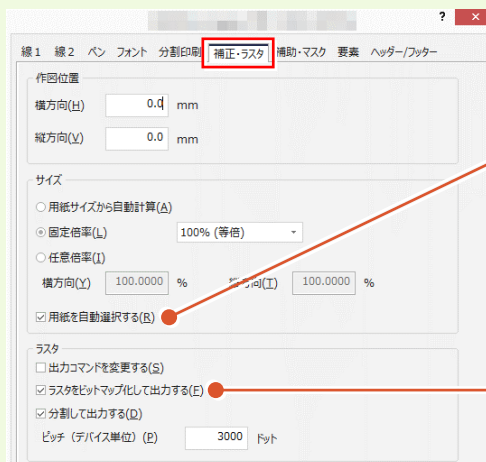 ? ×
線1 線2 ペン フォント 分割印刷 補正・ラスタ 補助・マスク 要素 ヘッダー/フッター
作図位置
横方向(H) 0.0 mm
縦方向(V) 0.0 mm
サイズ
用紙サイズから自動計算(A)
固定倍率(L) 100% (等倍)
任意倍率(I)
横方向(Y) 100.0000 % 縦方向(T) 100.0000 %
用紙を自動選択する(R)
ラスタ
出力コマンドを変更する(S)
ラスタをビットマップ化して出力する(F)
分割して出力する(D)
ピッチ（デバイス単位）(P) 3000 ドット